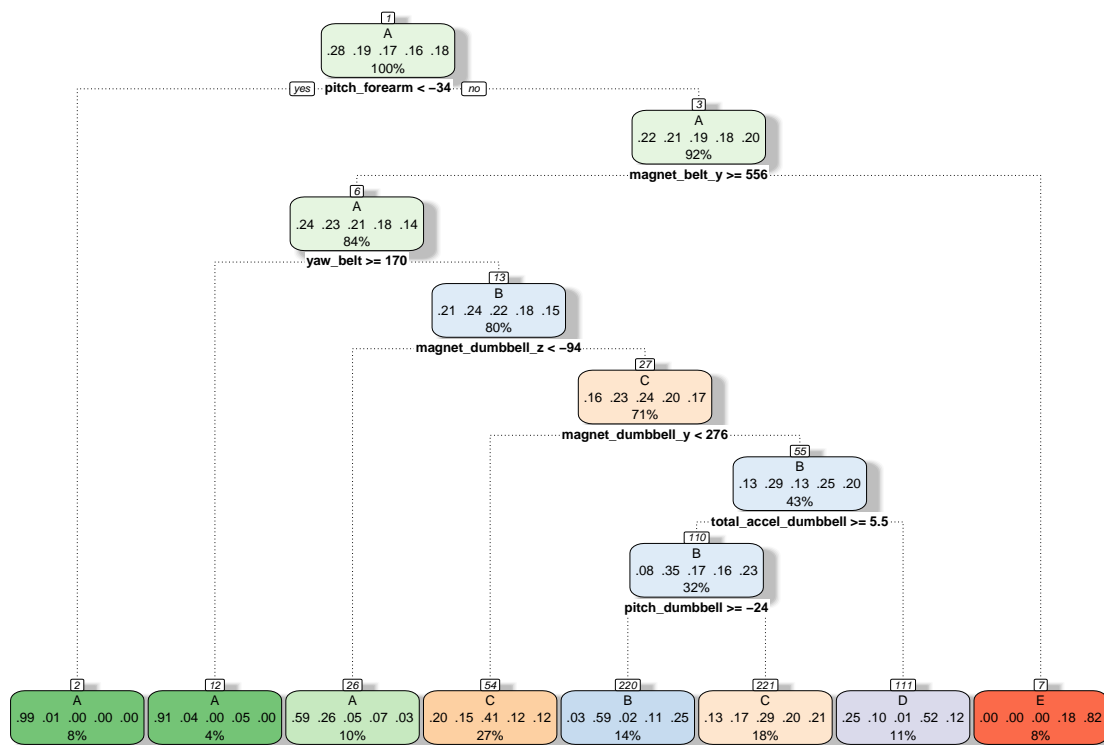 1
A
.28 .19 .17 .16 .18
100%
yes pitch_forearm < −34 no
3
A
.22 .21 .19 .18 .20
92%
magnet_belt_y >= 556
6
A
.24 .23 .21 .18 .14
84%
yaw_belt >= 170
13
B
.21 .24 .22 .18 .15
80%
magnet_dumbbell_z < −94
27
C
.16 .23 .24 .20 .17
71%
magnet_dumbbell_y < 276
55
B
.13 .29 .13 .25 .20
43%
total_accel_dumbbell >= 5.5
110
B
.08 .35 .17 .16 .23
32%
pitch_dumbbell >= −24
2
A
.99 .01 .00 .00 .00
8%
12
A
.91 .04 .00 .05 .00
4%
26
A
.59 .26 .05 .07 .03
10%
54
C
.20 .15 .41 .12 .12
27%
220
B
.03 .59 .02 .11 .25
14%
221
C
.13 .17 .29 .20 .21
18%
111
D
.25 .10 .01 .52 .12
11%
7
E
.00 .00 .00 .18 .82
8%